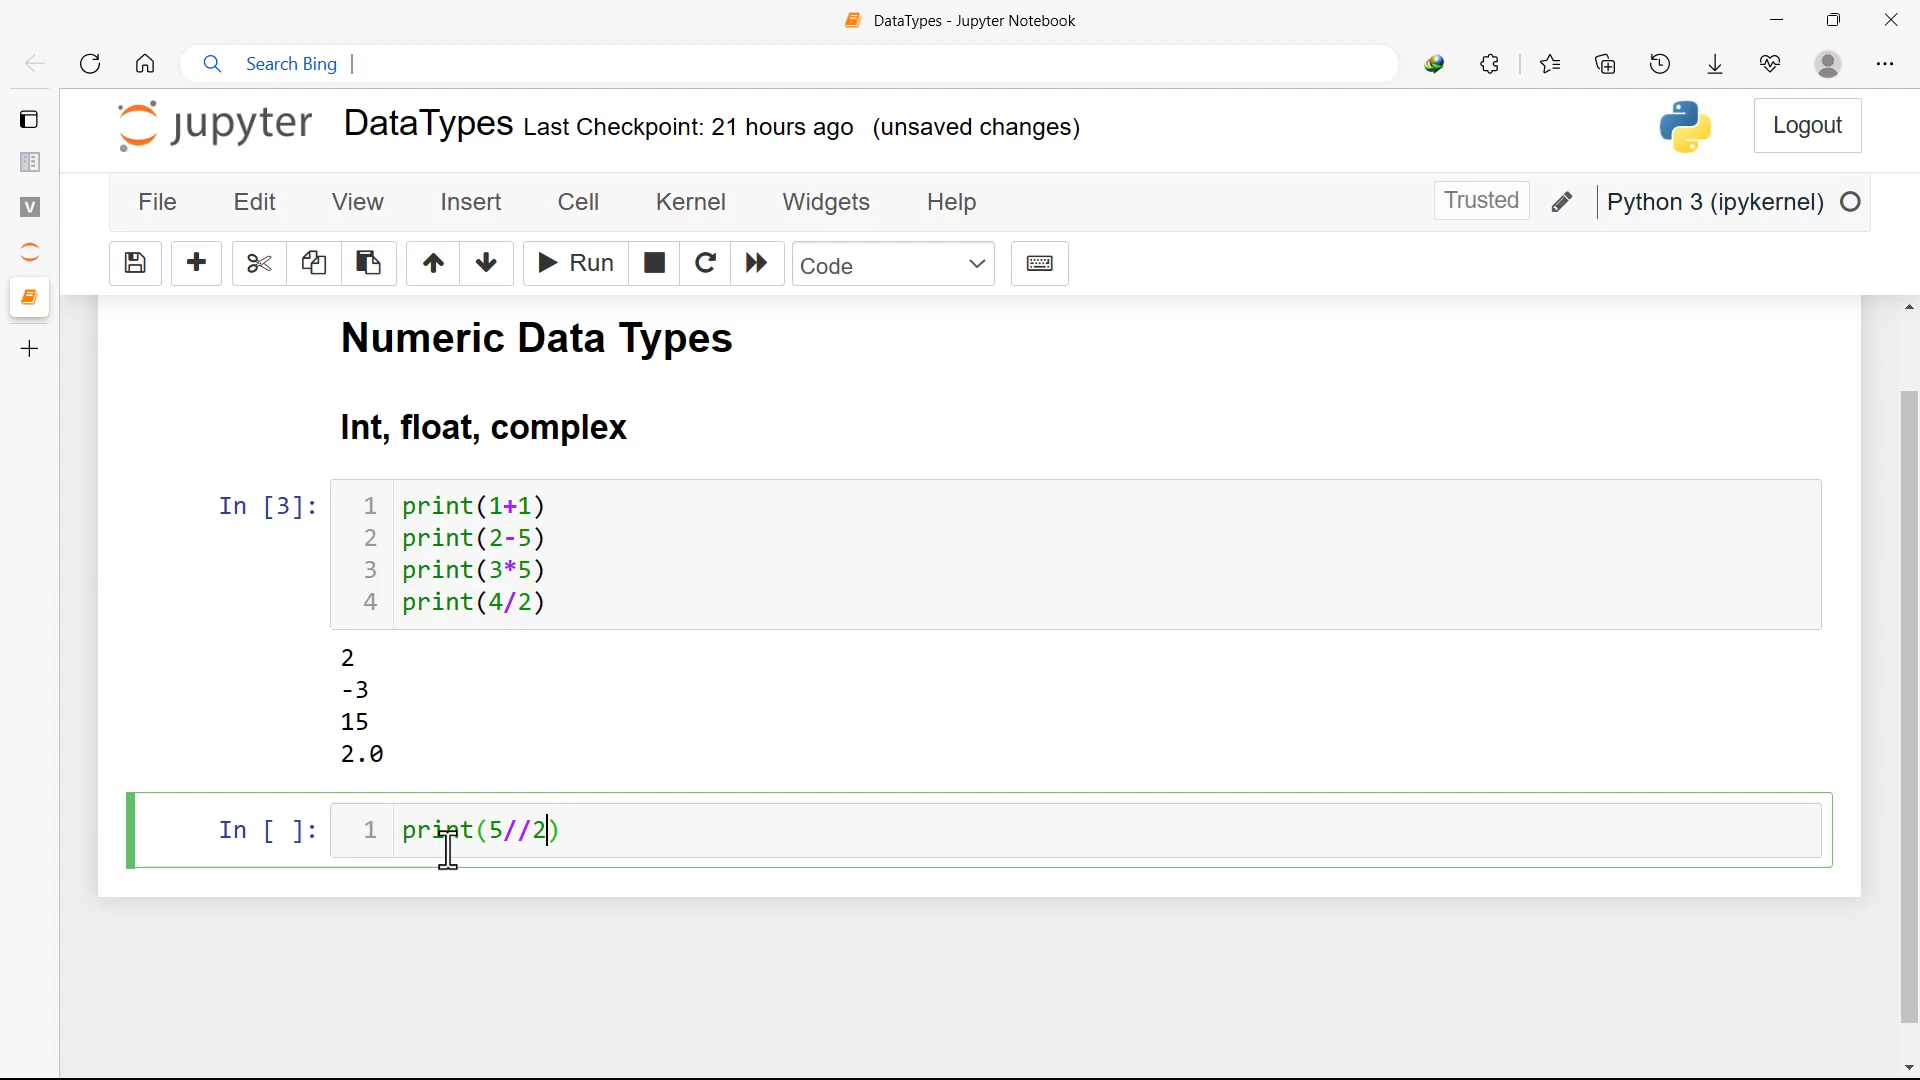 DataTypes - Jupyter Notebook
Search Bing
jupyter DataTypes Last Checkpoint: 21 hours ago (unsaved changes)
Logout
File Edit View Insert Cell Kernel Widgets Help
Trusted
Python 3 (ipykernel)
Run
Code
V
Numeric Data Types
Int, float, complex
In [3]:
1 print(1+1)
2 print(2-5)
3 print(3*5)
4 print(4/2)
2
-3
15
2.0
In [ ]:
1 print(5//2)